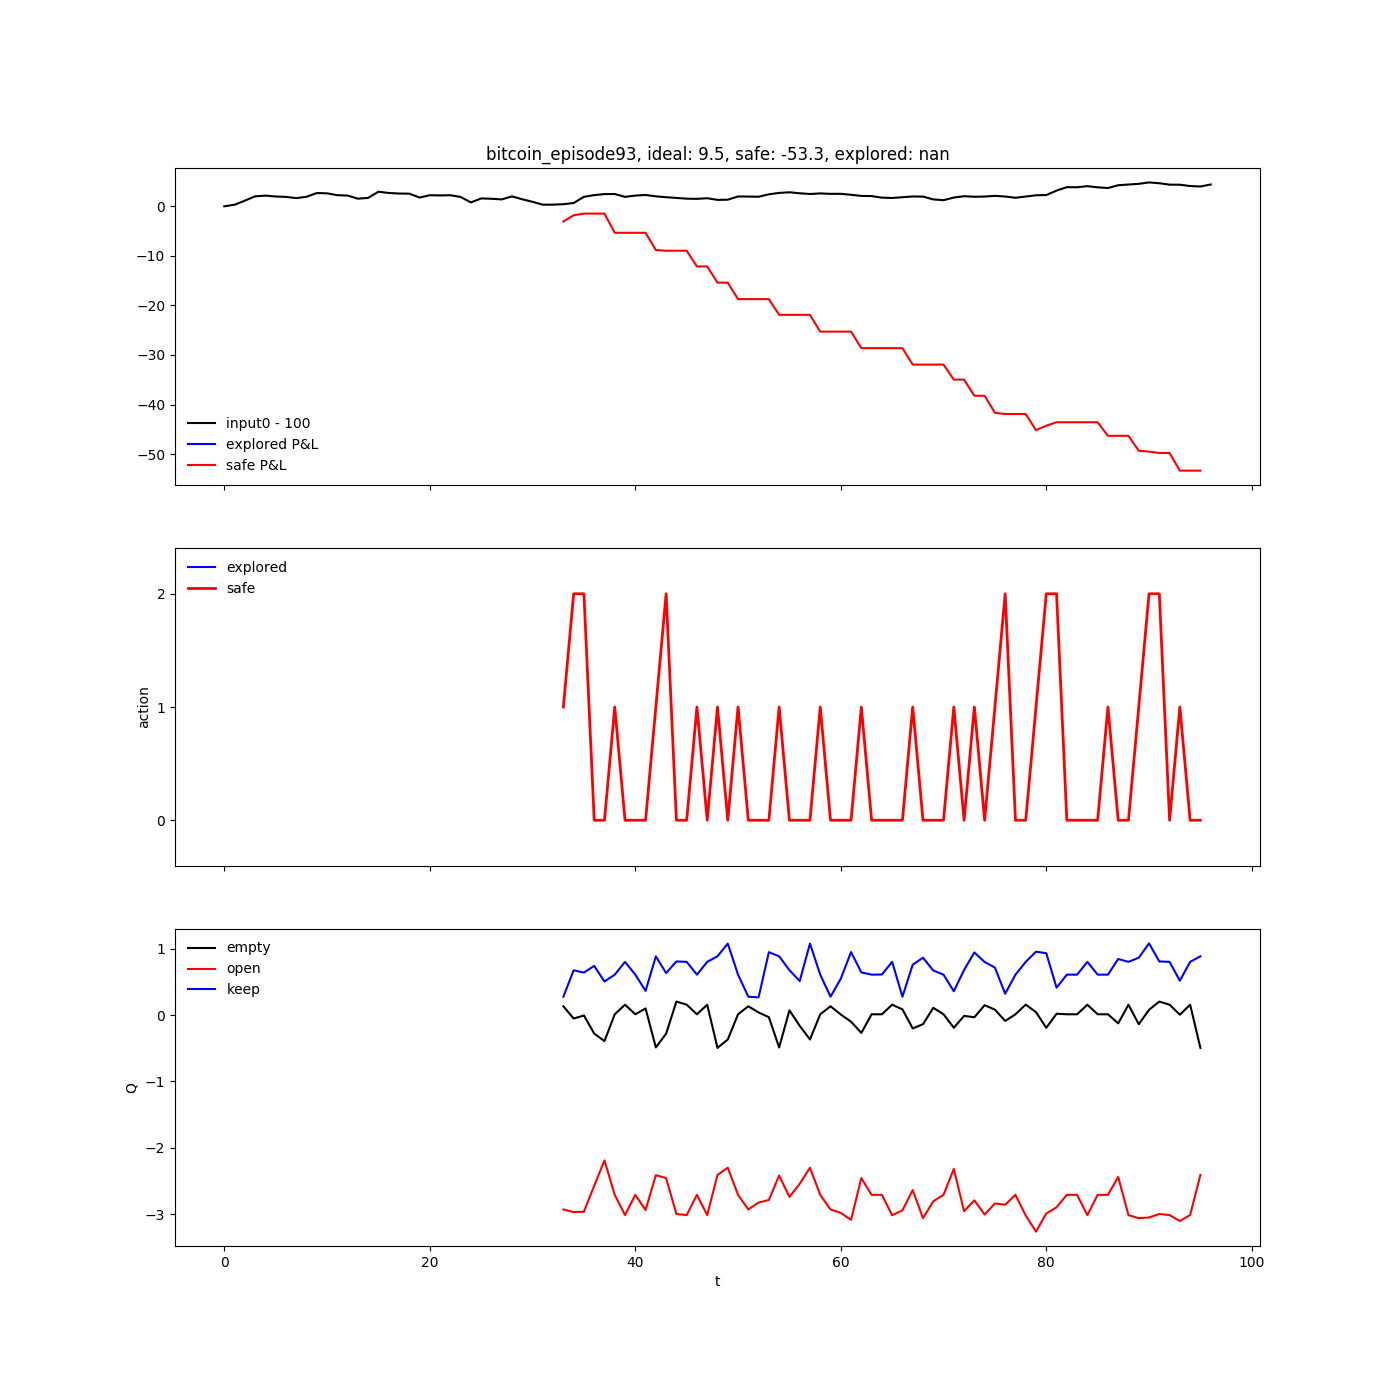 bitcoin_episode93, ideal: 9.5, safe: -53.3, explored: nan
0
−10
−20
−30
−40
−50
input0 - 100
explored P&L
safe P&L
2
1
0
action
explored
safe
1
0
−1
−2
−3
Q
empty
open
keep
0
20
40
60
80
100
t